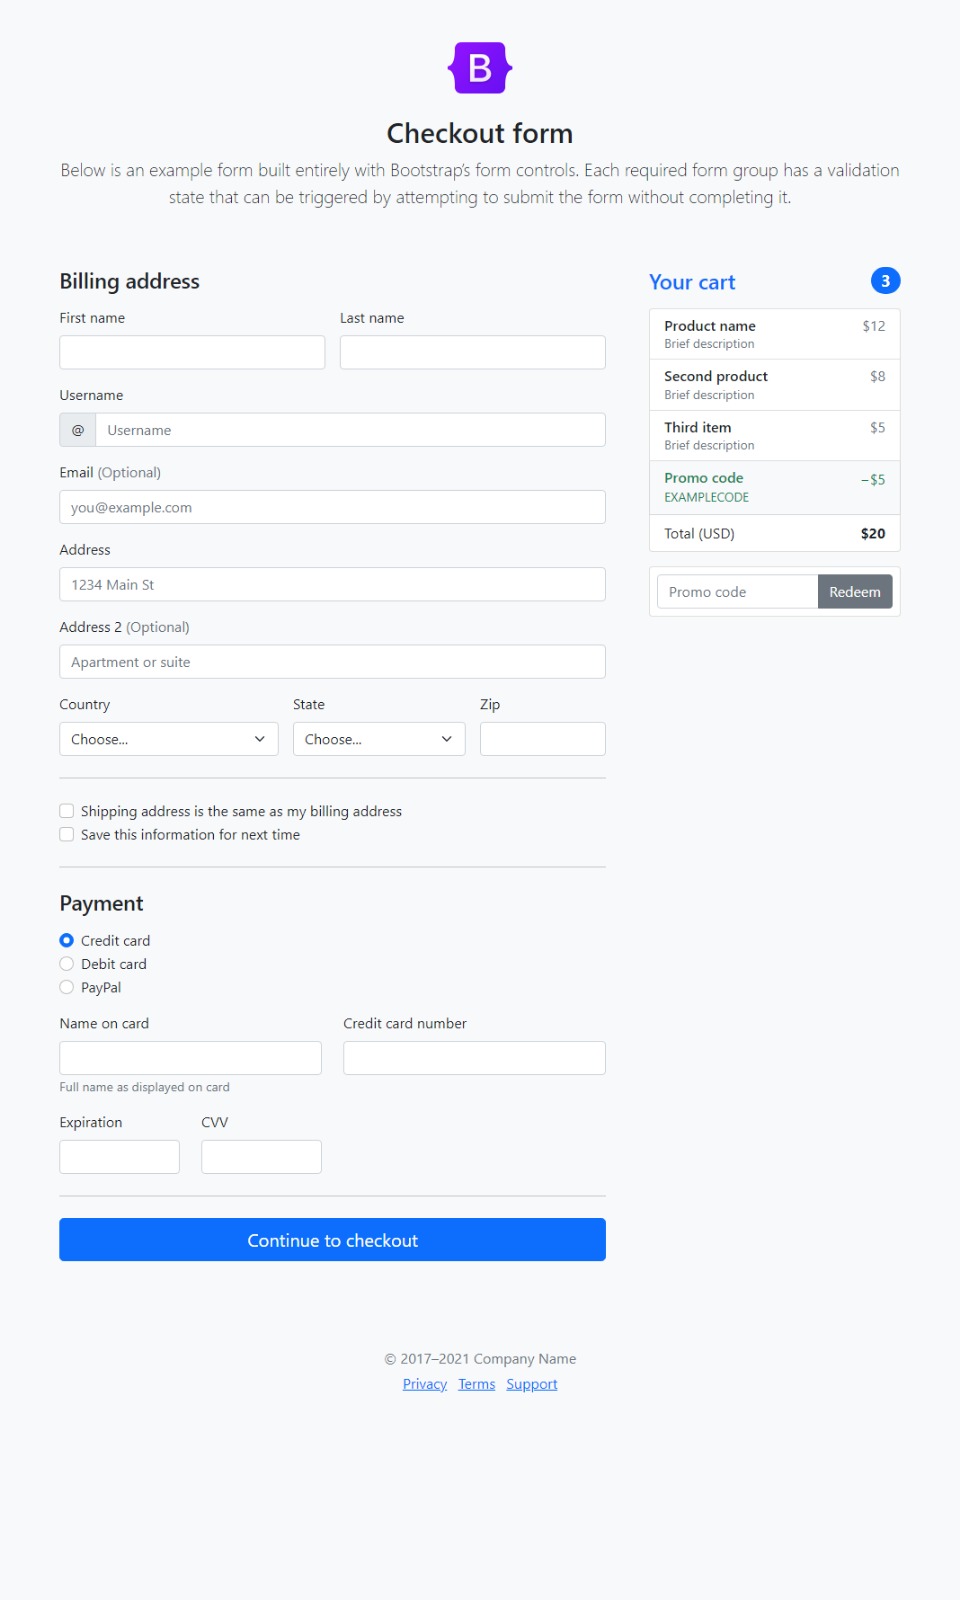 B
Checkout form
Below is an example form built entirely with Bootstrap’s form controls. Each required form group has a validation
state that can be triggered by attempting to submit the form without completing it.
Billing address
First name Last name
Username
@ Username
Email (Optional)
you@example.com
Address
1234 Main St
Address 2 (Optional)
Apartment or suite
Country State Zip
Choose... Choose...
Shipping address is the same as my billing address
Save this information for next time
Payment
Credit card
Debit card
PayPal
Name on card Credit card number
Full name as displayed on card
Expiration CVV
Continue to checkout
Your cart 3
Product name $12
Brief description
Second product $8
Brief description
Third item $5
Brief description
Promo code −$5
EXAMPLECODE
Total (USD) $20
Promo code Redeem
© 2017–2021 Company Name
Privacy Terms Support